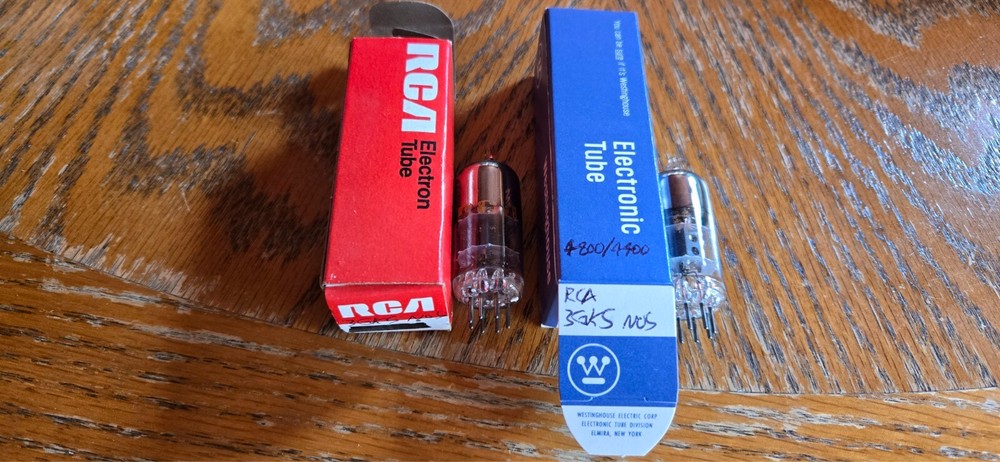 RCA
Electron
Tube
RCA
You can be sure if it's Westinghouse
Electronic
Tube
4800/4400
RCA
3GK5 NOS
W
WESTINGHOUSE ELECTRIC CORP.
ELECTRONIC TUBE DIVISION
ELMIRA, NEW YORK